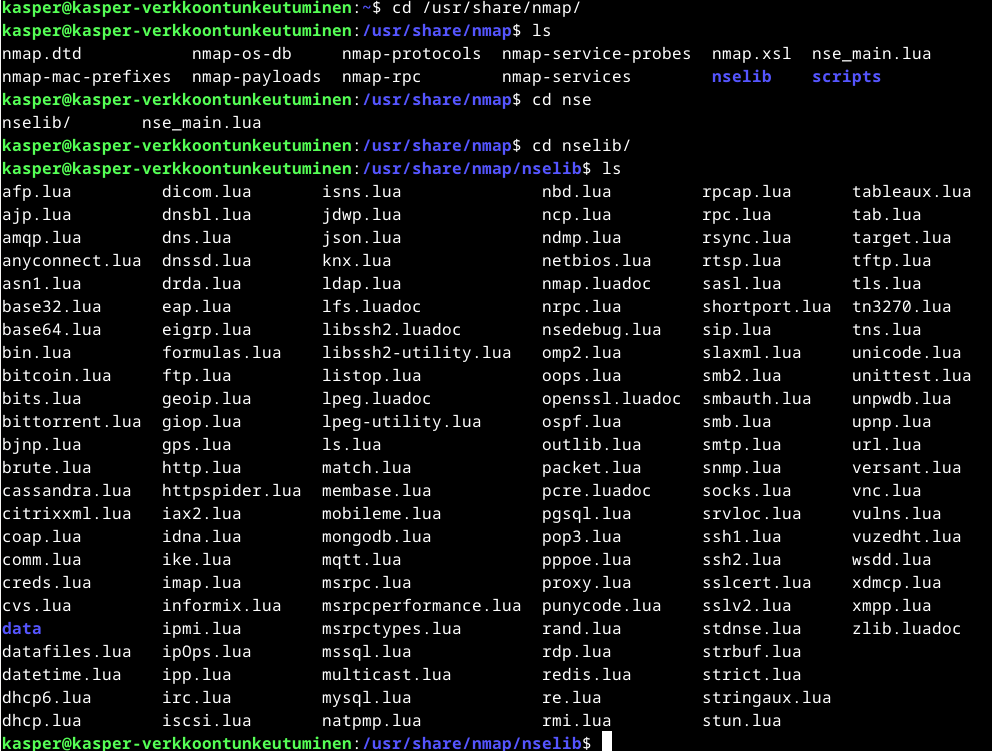 kasper@kasper-verkkoontunkeutuminen:~$ cd /usr/share/nmap/
kasper@kasper-verkkoontunkeutuminen:/usr/share/nmap$ ls
nmap.dtd           nmap-os-db     nmap-protocols  nmap-service-probes  nmap.xsl  nse_main.lua
nmap-mac-prefixes  nmap-payloads  nmap-rpc        nmap-services        nselib    scripts
kasper@kasper-verkkoontunkeutuminen:/usr/share/nmap$ cd nse
nselib/       nse_main.lua
kasper@kasper-verkkoontunkeutuminen:/usr/share/nmap$ cd nselib/
kasper@kasper-verkkoontunkeutuminen:/usr/share/nmap/nselib$ ls
afp.lua         dicom.lua       isns.lua              nbd.lua         rpcap.lua      tableaux.lua
ajp.lua         dnsbl.lua       jdwp.lua              ncp.lua         rpc.lua        tab.lua
amqp.lua        dns.lua         json.lua              ndmp.lua        rsync.lua      target.lua
anyconnect.lua  dnssd.lua       knx.lua               netbios.lua     rtsp.lua       tftp.lua
asn1.lua        drda.lua        ldap.lua              nmap.luadoc     sasl.lua       tls.lua
base32.lua      eap.lua         lfs.luadoc            nrpc.lua        shortport.lua  tn3270.lua
base64.lua      eigrp.lua       libssh2.luadoc        nsedebug.lua    sip.lua        tns.lua
bin.lua         formulas.lua    libssh2-utility.lua   omp2.lua        slaxml.lua     unicode.lua
bitcoin.lua     ftp.lua         listop.lua            oops.lua        smb2.lua       unittest.lua
bits.lua        geoip.lua       lpeg.luadoc           openssl.luadoc  smbauth.lua    unpwdb.lua
bittorrent.lua  giop.lua        lpeg-utility.lua      ospf.lua        smb.lua        upnp.lua
bjnp.lua        gps.lua         ls.lua                outlib.lua      smtp.lua       url.lua
brute.lua       http.lua        match.lua             packet.lua      snmp.lua       versant.lua
cassandra.lua   httpspider.lua  membase.lua           pcre.luadoc     socks.lua      vnc.lua
citrixxml.lua   iax2.lua        mobileme.lua          pgsql.lua       srvloc.lua     vulns.lua
coap.lua        idna.lua        mongodb.lua           pop3.lua        ssh1.lua       vuzedht.lua
comm.lua        ike.lua         mqtt.lua              pppoe.lua       ssh2.lua       wsdd.lua
creds.lua       imap.lua        msrpc.lua             proxy.lua       sslcert.lua    xdmcp.lua
cvs.lua         informix.lua    msrpcperformance.lua  punycode.lua    sslv2.lua      xmpp.lua
data            ipmi.lua        msrpctypes.lua        rand.lua        stdnse.lua     zlib.luadoc
datafiles.lua   ipOps.lua       mssql.lua             rdp.lua         strbuf.lua
datetime.lua    ipp.lua         multicast.lua         redis.lua       strict.lua
dhcp6.lua       irc.lua         mysql.lua             re.lua          stringaux.lua
dhcp.lua        iscsi.lua       natpmp.lua            rmi.lua         stun.lua
kasper@kasper-verkkoontunkeutuminen:/usr/share/nmap/nselib$